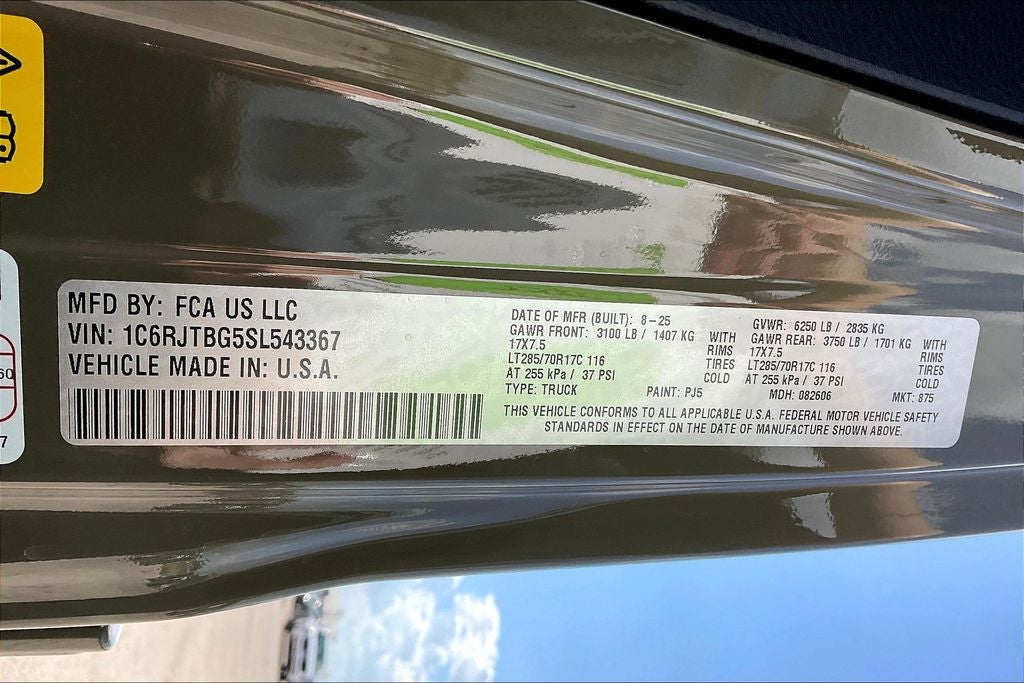 MFD BY: FCA US LLC
VIN: 1C6RJTBG5SL543367
VEHICLE MADE IN: U.S.A.
DATE OF MFR (BUILT): 8-25
GAWR FRONT: 3100 LB / 1407 KG WITH
17X7.5 RIMS
LT285/70R17C 116 TIRES
AT 255 kPa / 37 PSI COLD
TYPE: TRUCK PAINT: PJ5
GVWR: 6250 LB / 2835 KG
GAWR REAR: 3750 LB / 1701 KG WITH
17X7.5 RIMS
LT285/70R17C 116 TIRES
AT 255 kPa / 37 PSI COLD
MDH: 082606 MKT: 875
THIS VEHICLE CONFORMS TO ALL APPLICABLE U.S.A. FEDERAL MOTOR VEHICLE SAFETY
STANDARDS IN EFFECT ON THE DATE OF MANUFACTURE SHOWN ABOVE.
60
7